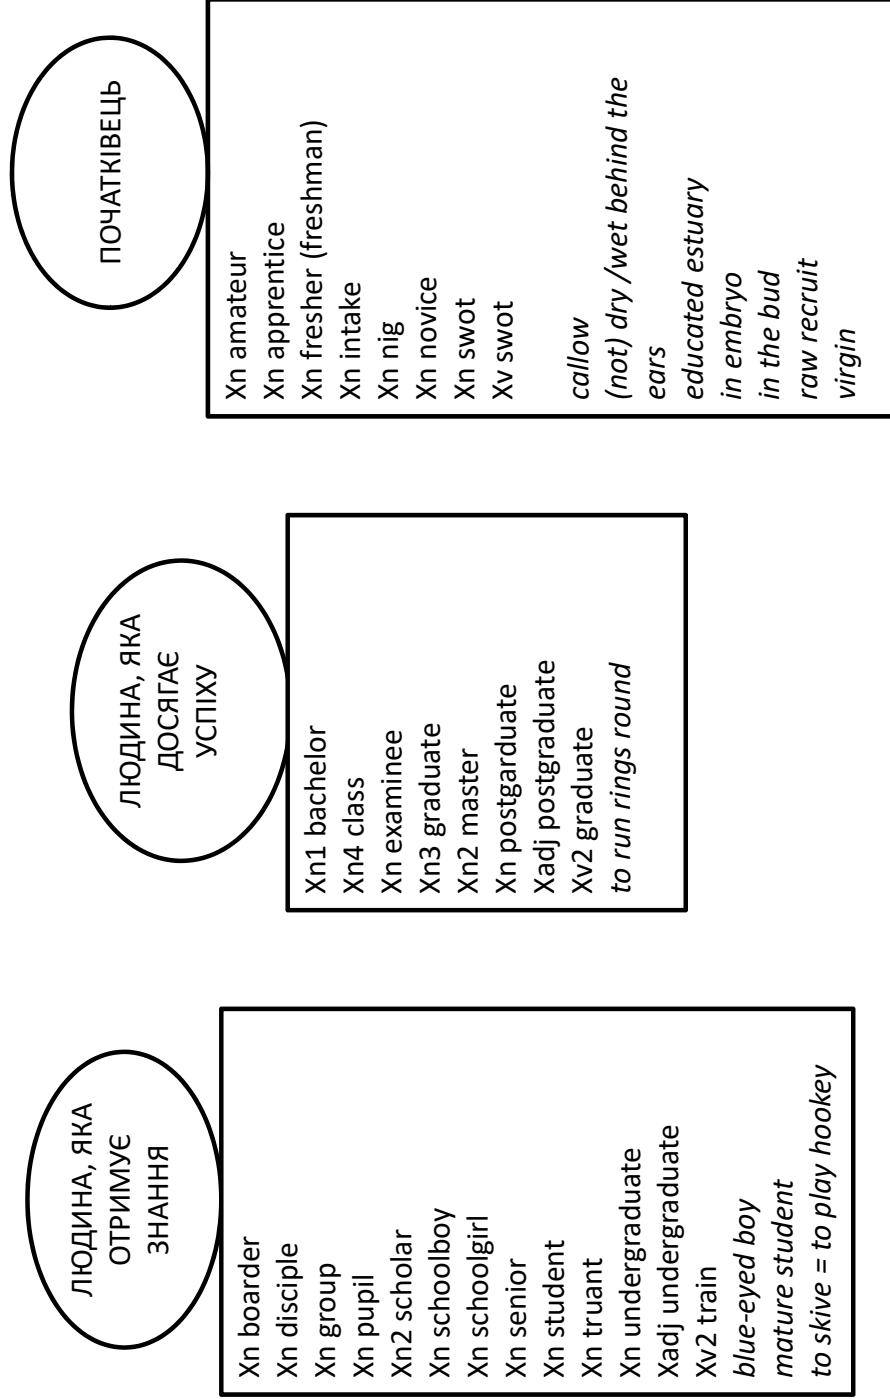 ЛЮДИНА, ЯКА
ОТРИМУЄ
ЗНАННЯ
Xn boarder
Xn disciple
Xn group
Xn pupil
Xn2 scholar
Xn schoolboy
Xn schoolgirl
Xn senior
Xn student
Xn truant
Xn undergraduate
Xadj undergraduate
Xv2 train
blue-eyed boy
mature student
to skive = to play hookey
ЛЮДИНА, ЯКА
ДОСЯГАЄ
УСПІХУ
Xn1 bachelor
Xn4 class
Xn examinee
Xn3 graduate
Xn2 master
Xn postgarduate
Xadj postgraduate
Xv2 graduate
to run rings round
ПОЧАТКІВЕЦЬ
Xn amateur
Xn apprentice
Xn fresher (freshman)
Xn intake
Xn nig
Xn novice
Xn swot
Xv swot
callow
(not) dry /wet behind the
ears
educated estuary
in embryo
in the bud
raw recruit
virgin